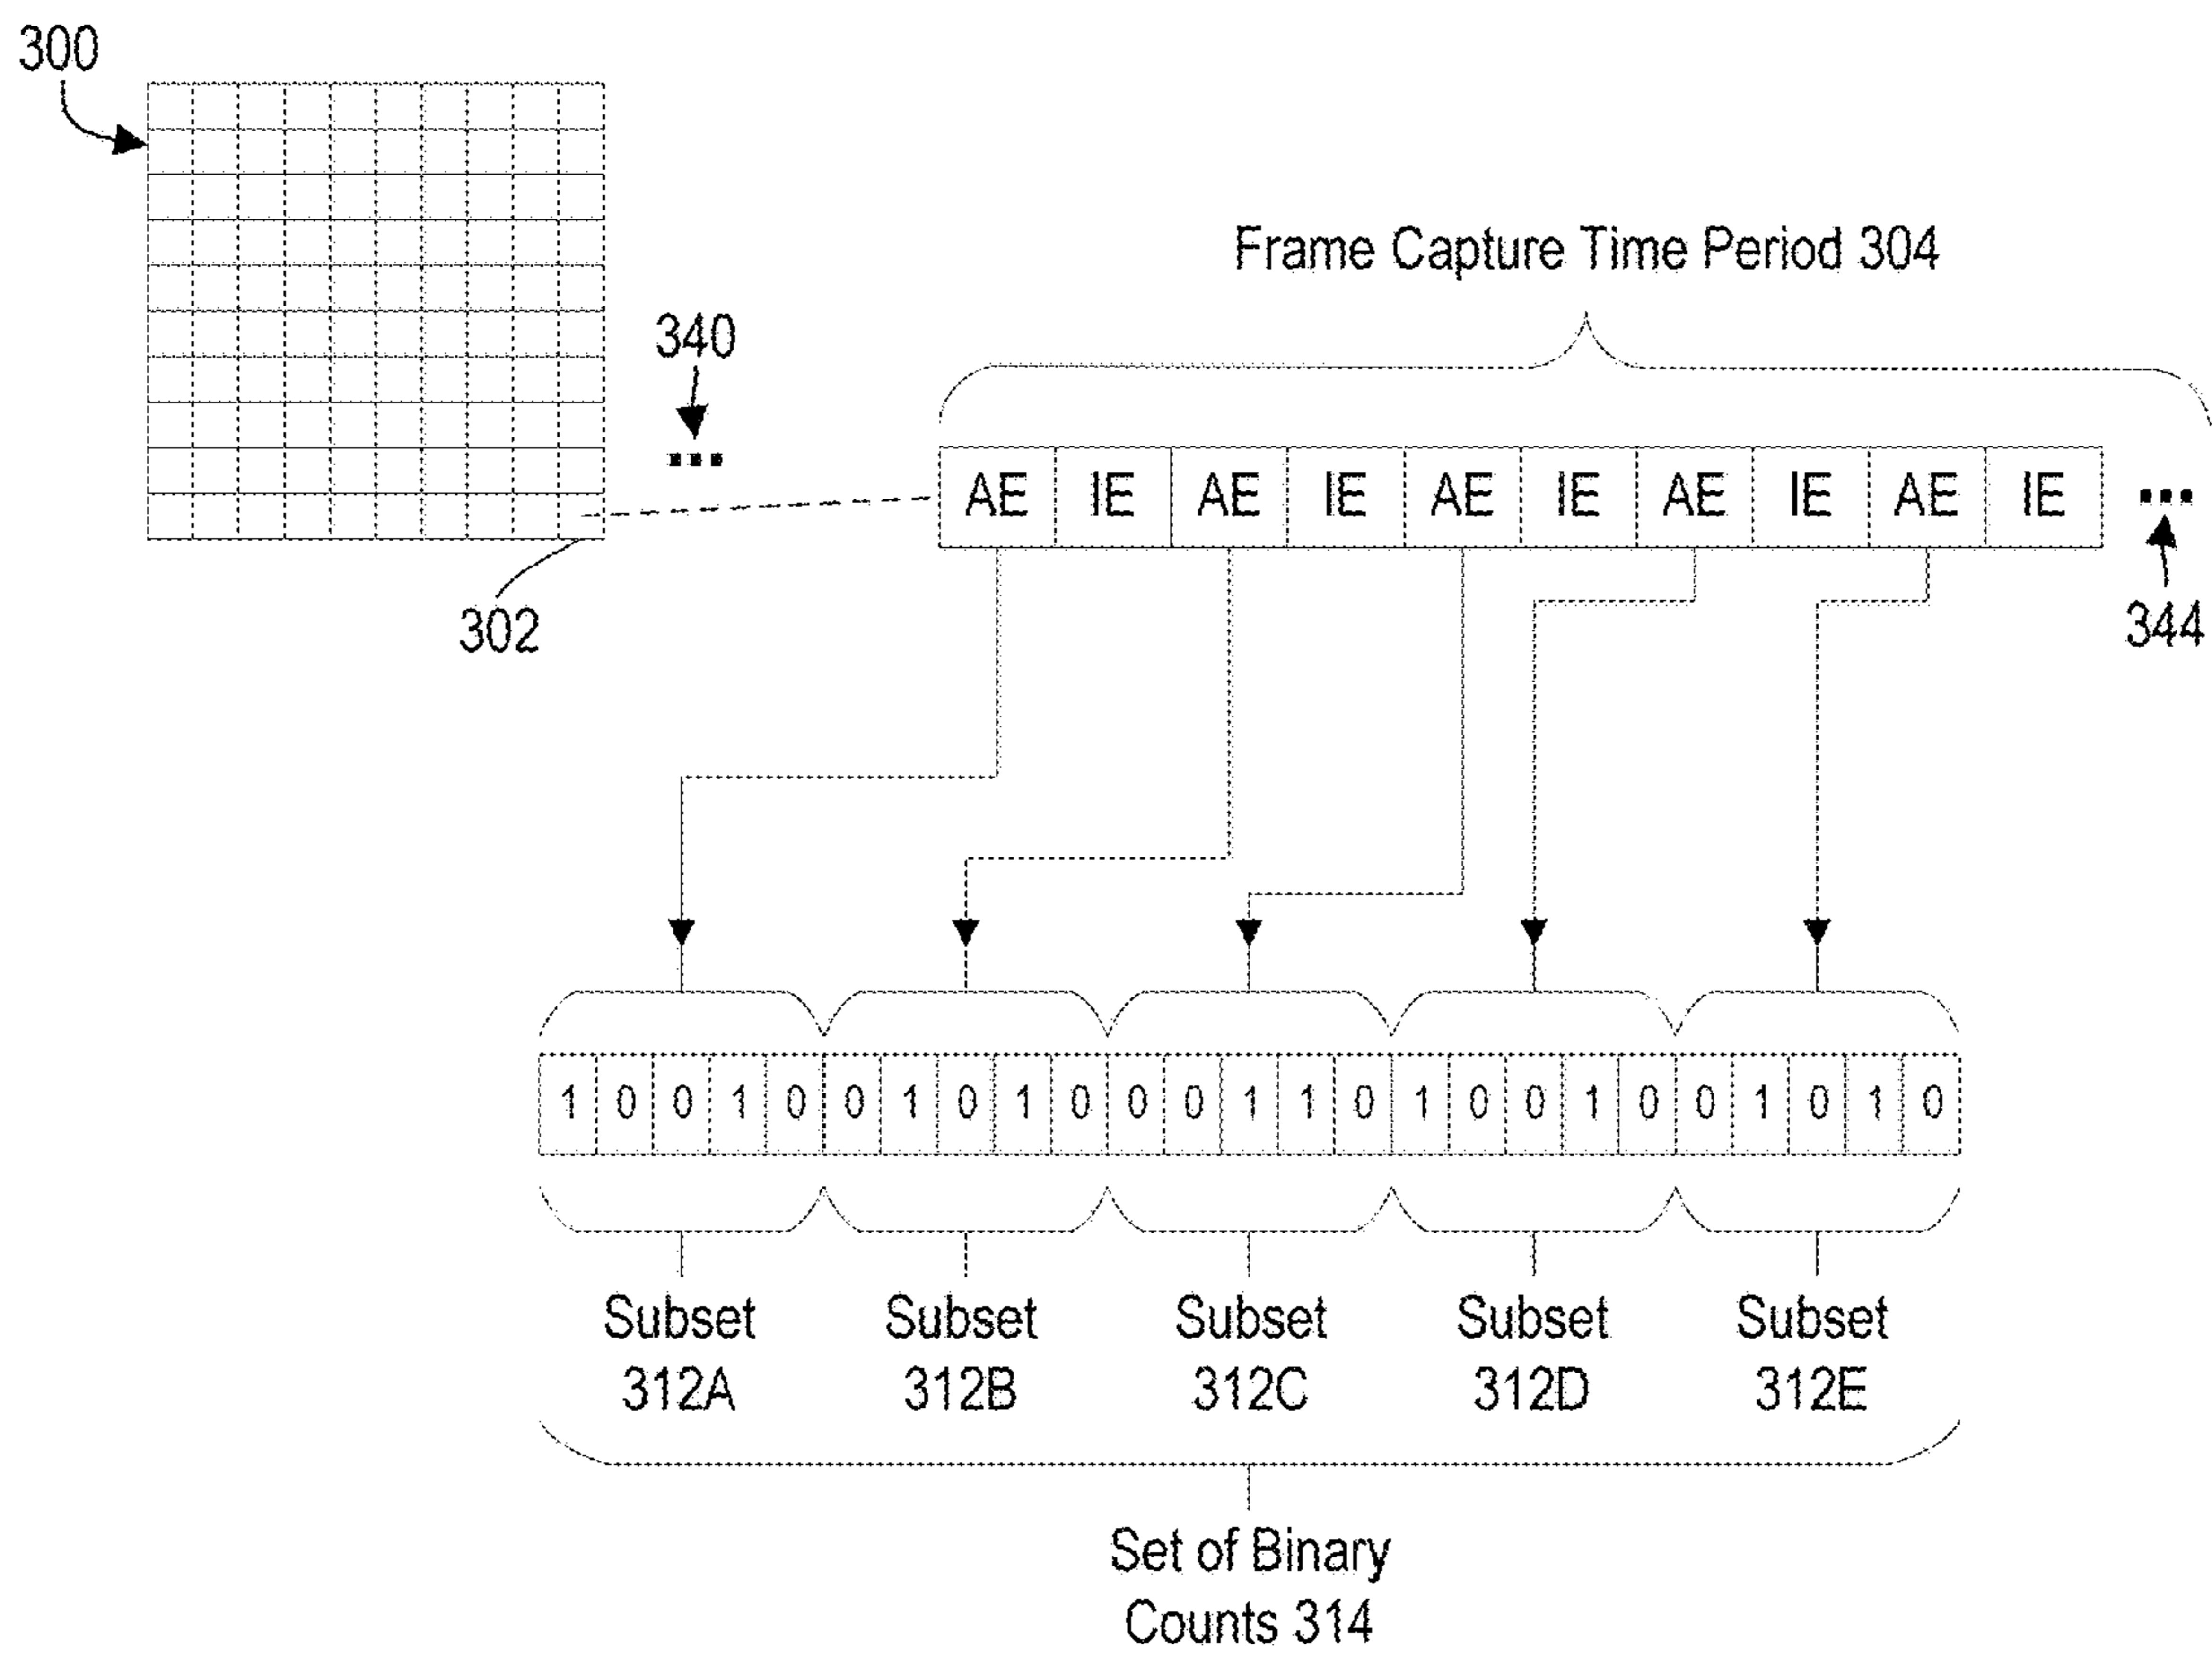 300
Frame Capture Time Period 304
340
...
AE IE AE IE AE IE AE IE AE IE ...
302
344
1 0 0 1 0 0 1 0 1 0 0 0 1 1 0 1 0 0 1 0 0 1 0 1 0
Subset Subset Subset Subset Subset
312A 312B 312C 312D 312E
Set of Binary
Counts 314